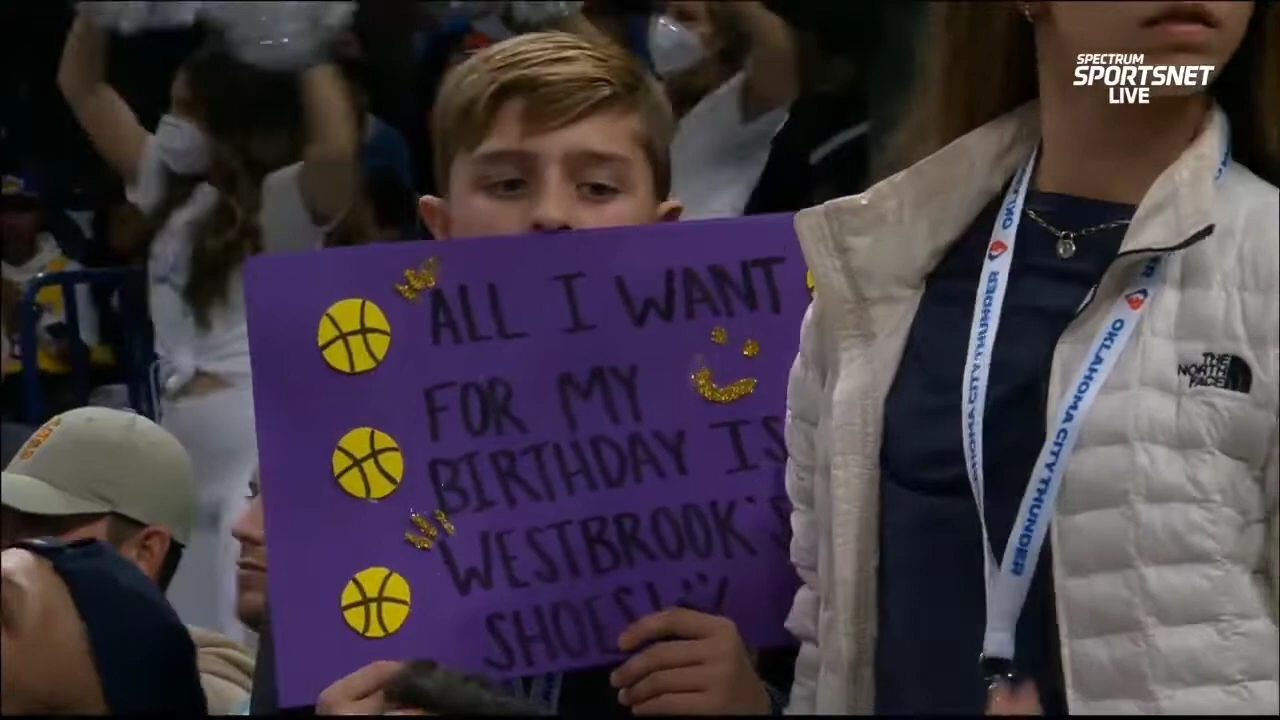 SPECTRUM
SPORTSNET
LIVE
ALL I WANT
FOR MY
BIRTHDAY IS
WESTBROOK'S
SHOES!
THE
NORTH
FACE
OKLAHOMA CITY THUNDER
OKLAHOMA CITY THUNDER